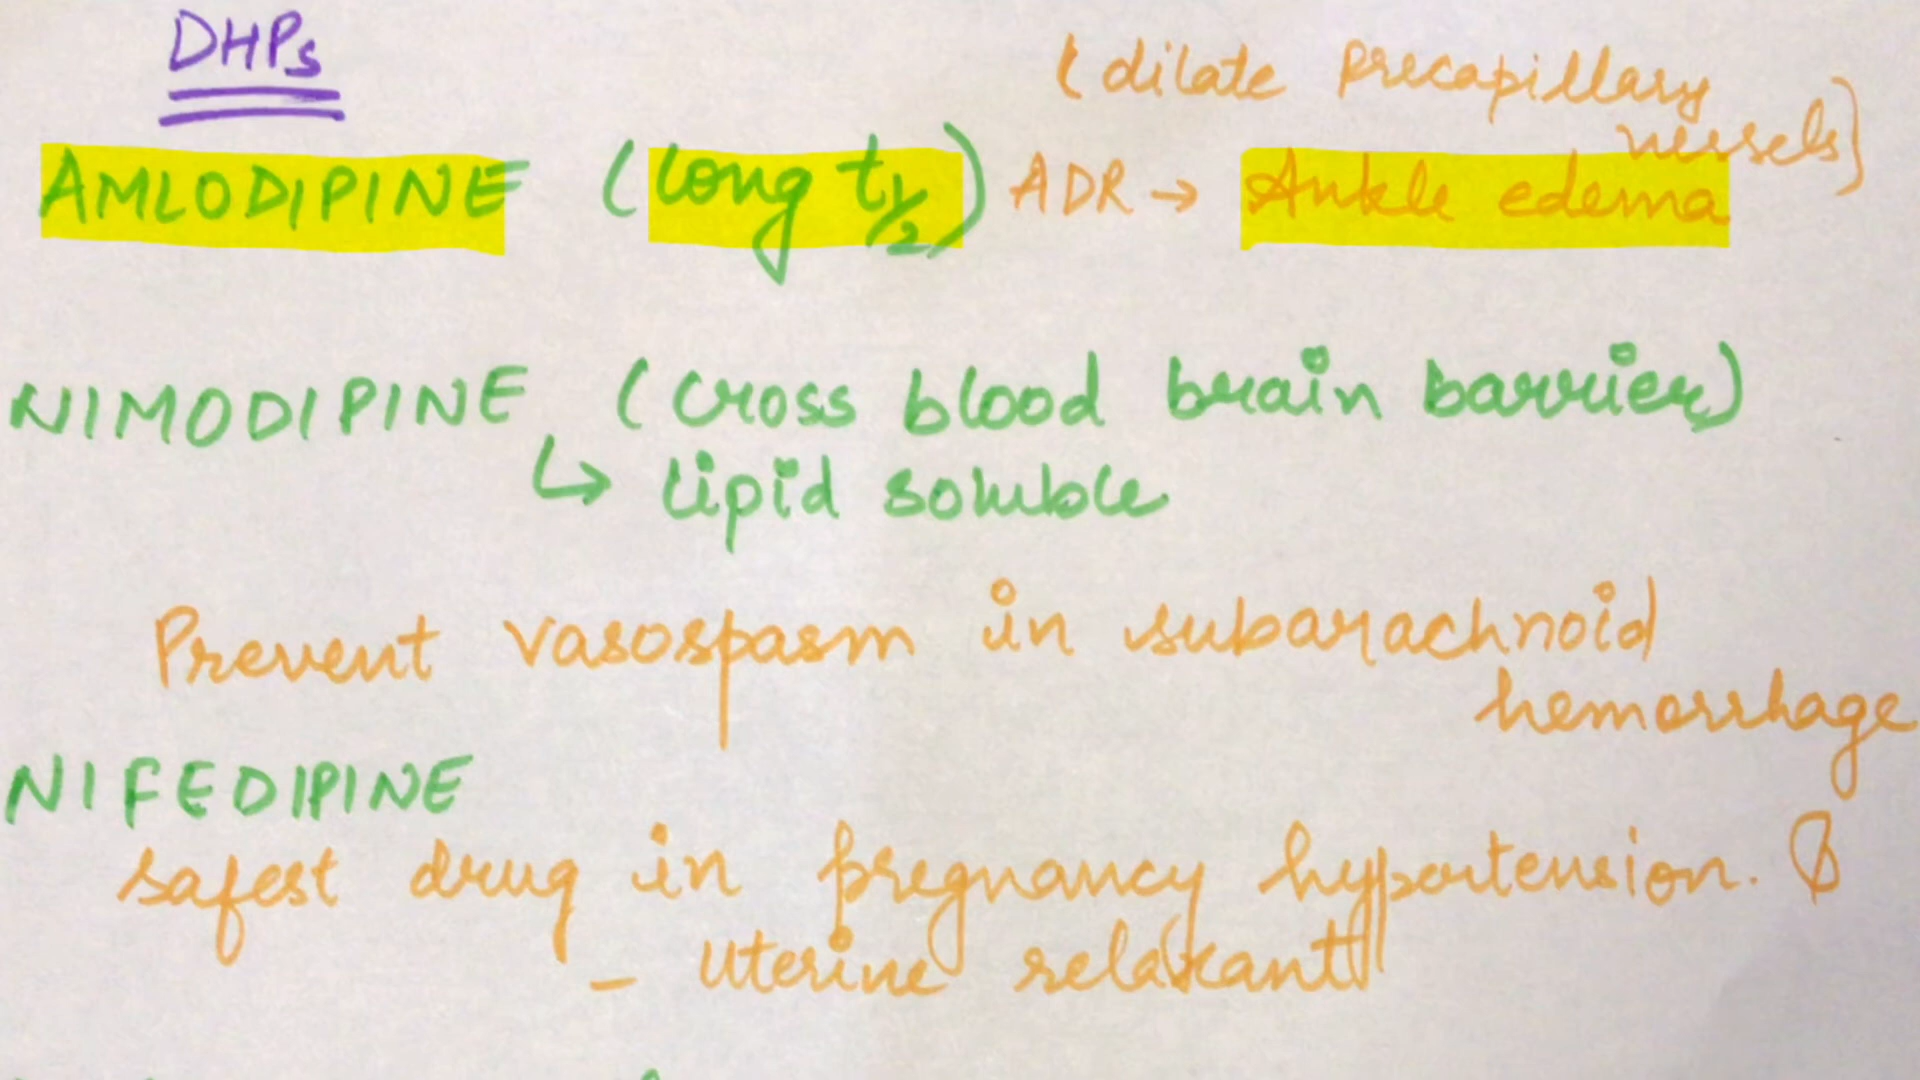 DHPs
(dilate precapillary
vessels)
AMLODIPINE (long t1/2) ADR → Ankle edema
NIMODIPINE (cross blood brain barrier)
↳ lipid soluble
Prevent vasospasm in subarachnoid
hemorrhage
NIFEDIPINE
safest drug in pregnancy hypertension.
- Uterine relaxant